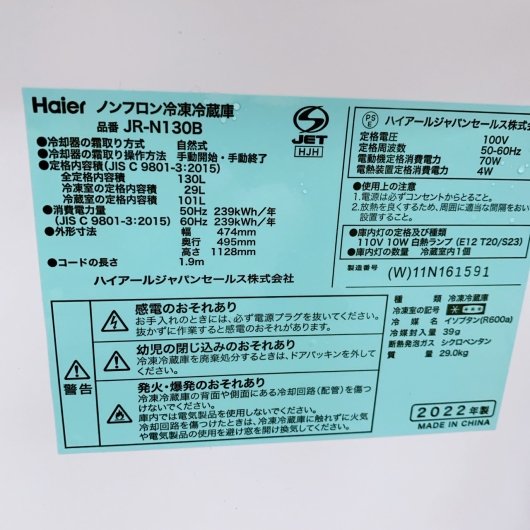 Haier ノンフロン冷凍冷蔵庫
品番 JR-N130B
JET
HJH
●冷却器の霜取り方式 自然式
●冷却器の霜取り操作方法 手動開始・手動終了
●定格内容積(JIS C 9801-3:2015)
全定格内容積 130L
冷凍室の定格内容積 29L
冷蔵室の定格内容積 101L
●消費電力量 50Hz 239kWh/年
(JIS C 9801-3:2015) 60Hz 239kWh/年
●外形寸法 幅 474mm
奥行 495mm
高さ 1128mm
●コードの長さ 1.9m
ハイアールジャパンセールス株式会社
PS
E
ハイアールジャパンセールス株式会
定格電圧 100V
定格周波数 50-60Hz
電動機定格消費電力 70W
電熱装置定格消費電力 4W
●使用上の注意
1.電源は必ずコンセントからとること。
2.放熱を良くするため、周囲に適当な間隔をおい
設置すること。
●庫内灯の定格及び種類
110V 10W 白熱ランプ(E12 T20/S23)
●庫内灯の数量 冷蔵室内1個
製造番号 (W)11N161591
警告
感電のおそれあり
お手入れのときには、必ず電源プラグを抜いてください。
抜かずに作業すると感電のおそれがあります。
幼児の閉じ込みのおそれあり
冷凍冷蔵庫を廃棄処分するときは、ドアパッキンを外して
ください。
発火・爆発のおそれあり
冷凍冷蔵庫の背面や側面にある冷却回路(配管)を傷つ
けないでください。
庫内では電気製品は使用しないでください。
冷却回路を傷つけたときは、冷凍冷蔵庫に触れずに火気
や電気製品の使用を避け窓を開け換気してください。
種類 冷凍冷蔵庫
冷凍室の記号
冷媒 イソブタン(R600a)
冷媒封入量 39g
断熱発泡ガス シクロペンタン
質量 29.0kg
2022年製
MADE IN CHINA